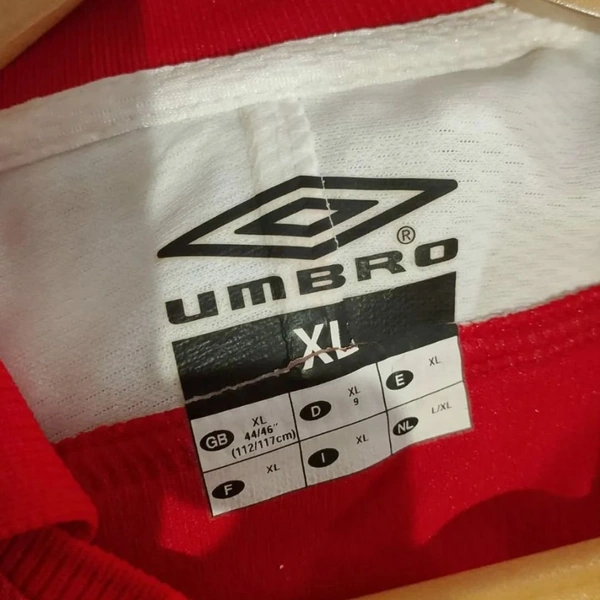 ®
UMBRO
XL
GB XL 44/46" (112/117cm)
D XL 9
E XL
F XL
I XL
NL L/XL